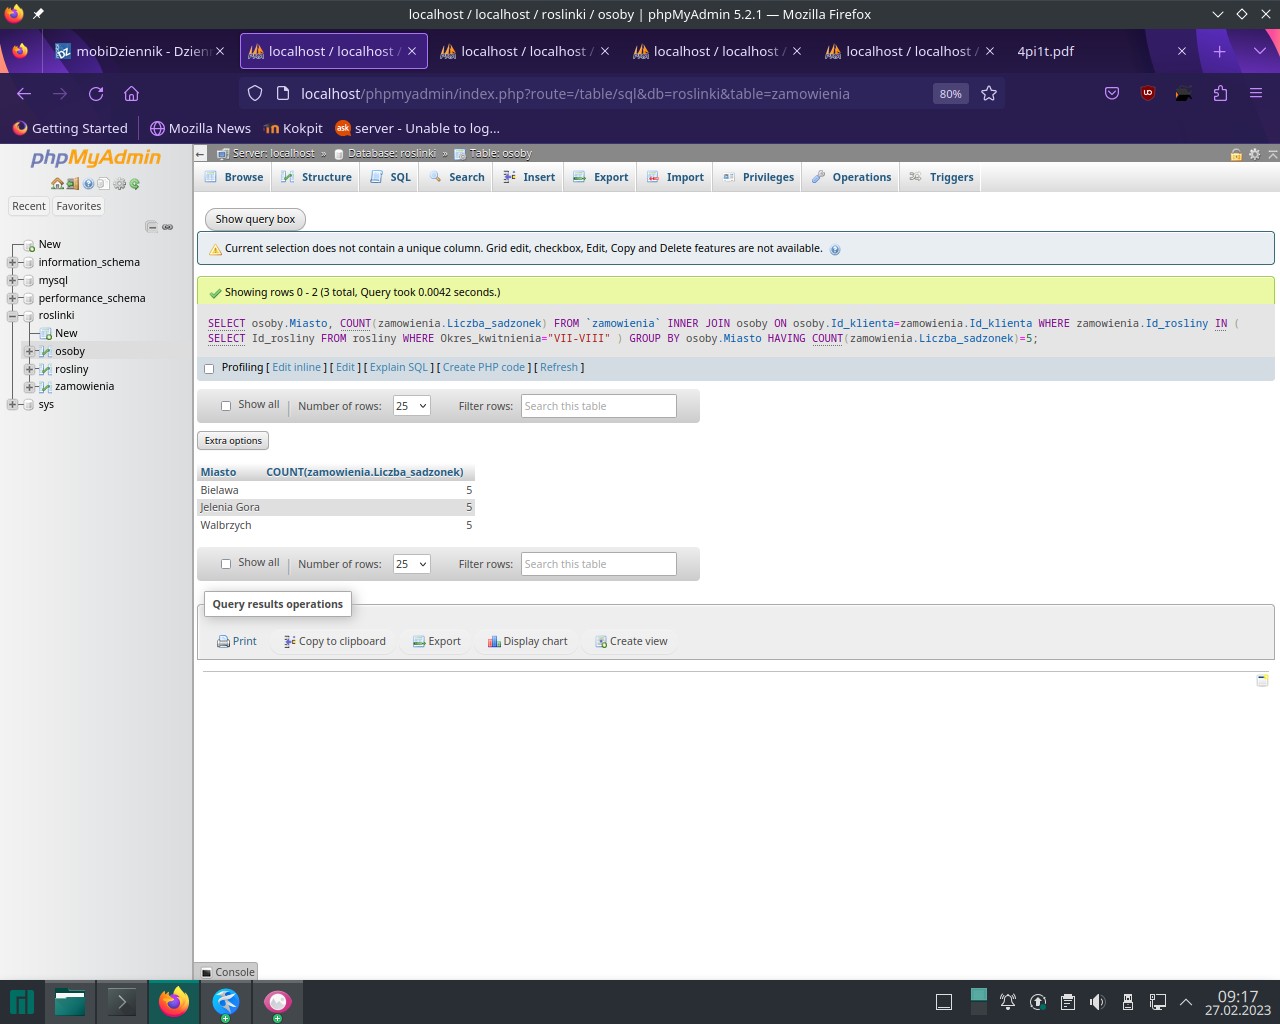 localhost / localhost / roslinki / osoby | phpMyAdmin 5.2.1 — Mozilla Firefox
mobiDziennik - Dzien
localhost / localhost /
localhost / localhost /
localhost / localhost /
localhost / localhost /
4pi1t.pdf
localhost/phpmyadmin/index.php?route=/table/sql&db=roslinki&table=zamowienia
80%
Getting Started
Mozilla News
Kokpit
server - Unable to log...
phpMyAdmin
Server: localhost » Database: roslinki » Table: osoby
Browse Structure SQL Search Insert Export Import Privileges Operations Triggers
Recent Favorites
New
information_schema
mysql
performance_schema
roslinki
New
osoby
rosliny
zamowienia
sys
Show query box
Current selection does not contain a unique column. Grid edit, checkbox, Edit, Copy and Delete features are not available.
Showing rows 0 - 2 (3 total, Query took 0.0042 seconds.)
SELECT osoby.Miasto, COUNT(zamowienia.Liczba_sadzonek) FROM `zamowienia` INNER JOIN osoby ON osoby.Id_klienta=zamowienia.Id_klienta WHERE zamowienia.Id_rosliny IN (
SELECT Id_rosliny FROM rosliny WHERE Okres_kwitnienia="VII-VIII" ) GROUP BY osoby.Miasto HAVING COUNT(zamowienia.Liczba_sadzonek)=5;
Profiling [ Edit inline ] [ Edit ] [ Explain SQL ] [ Create PHP code ] [ Refresh ]
Show all Number of rows: 25 Filter rows: Search this table
Extra options
Miasto COUNT(zamowienia.Liczba_sadzonek)
Bielawa 5
Jelenia Gora 5
Walbrzych 5
Show all Number of rows: 25 Filter rows: Search this table
Query results operations
Print Copy to clipboard Export Display chart Create view
Console
09:17
27.02.2023